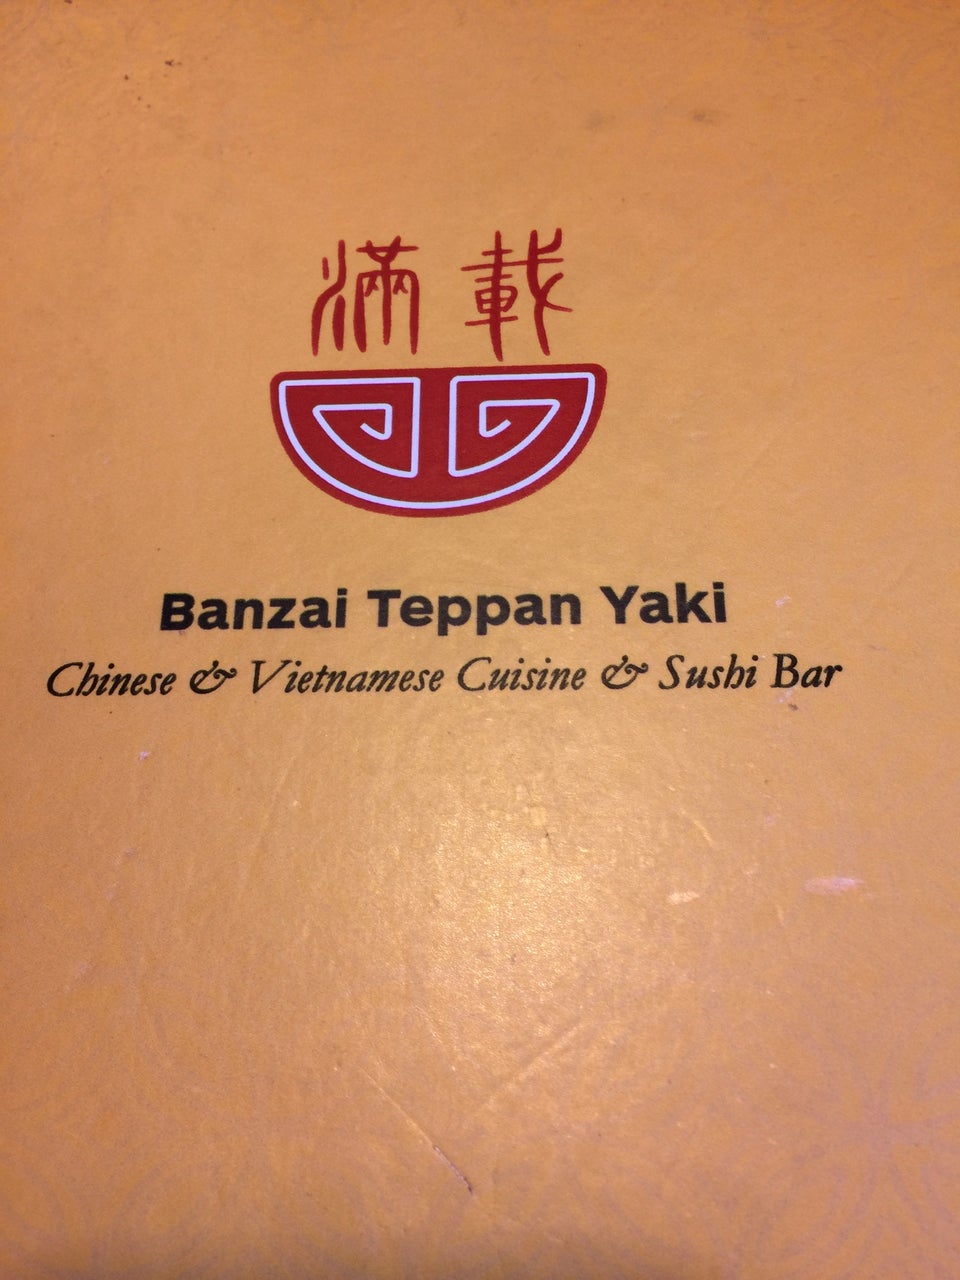 滿載
Banzai Teppan Yaki
Chinese & Vietnamese Cuisine & Sushi Bar